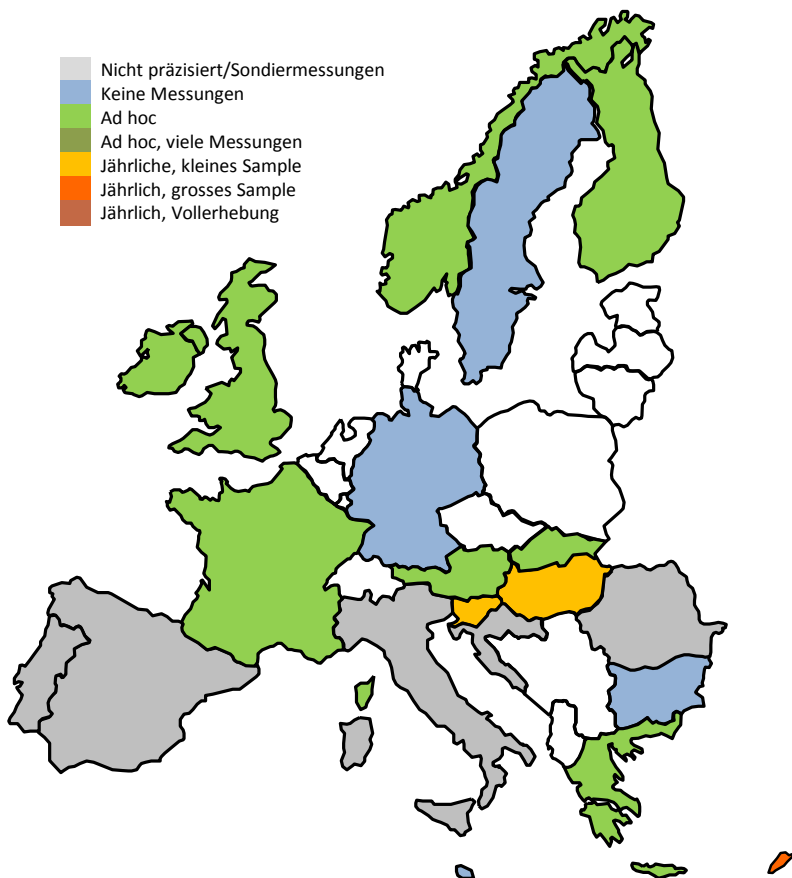 Nicht präzisiert/Sondiermessungen
Keine Messungen
Ad hoc
Ad hoc, viele Messungen
Jährliche, kleines Sample
Jährlich, grosses Sample
Jährlich, Vollerhebung